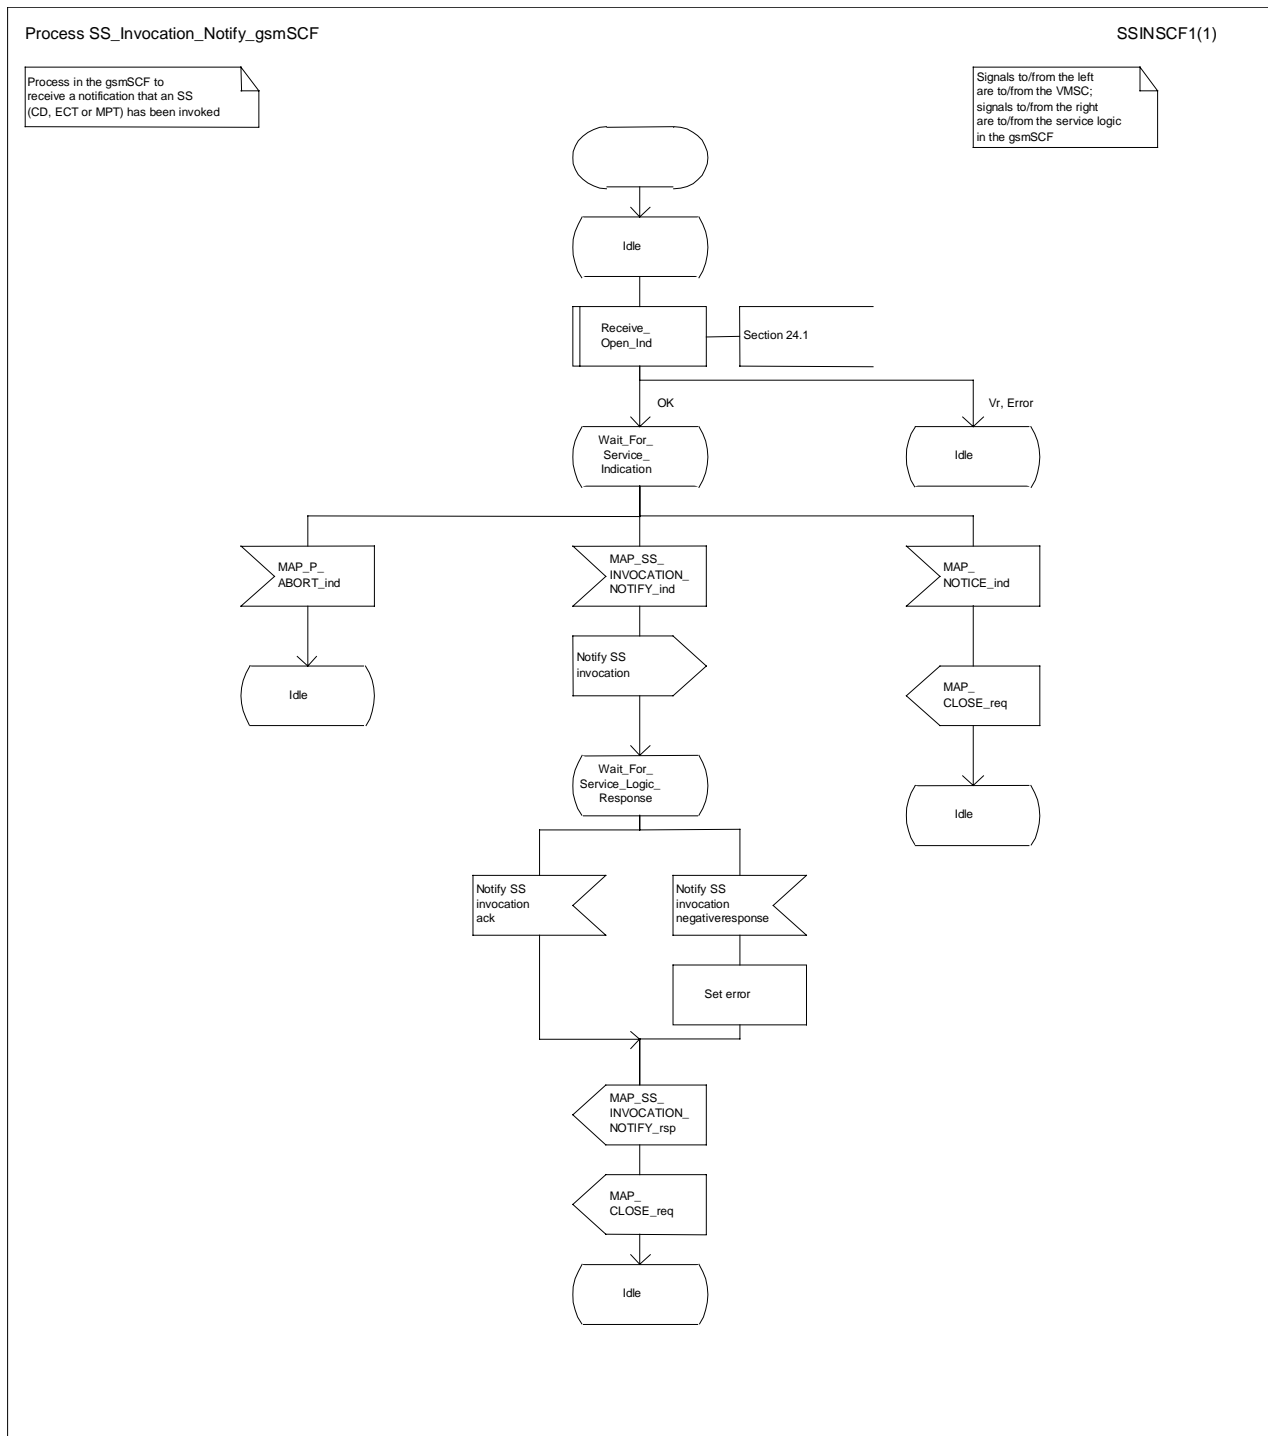 Process SS_Invocation_Notify_gsmSCF
SSINSCF1(1)
Process in the gsmSCF to
receive a notification that an SS
(CD, ECT or MPT) has been invoked
Signals to/from the left
are to/from the VMSC;
signals to/from the right
are to/from the service logic
in the gsmSCF
Idle
Receive_
Open_Ind
Section 24.1
OK
Vr, Error
Wait_For_
Service_
Indication
Idle
MAP_P_
ABORT_ind
MAP_SS_
INVOCATION_
NOTIFY_ind
MAP_
NOTICE_ind
Notify SS
invocation
Idle
MAP_
CLOSE_req
Wait_For_
Service_Logic_
Response
Idle
Notify SS
invocation
ack
Notify SS
invocation
negativeresponse
Set error
MAP_SS_
INVOCATION_
NOTIFY_rsp
MAP_
CLOSE_req
Idle